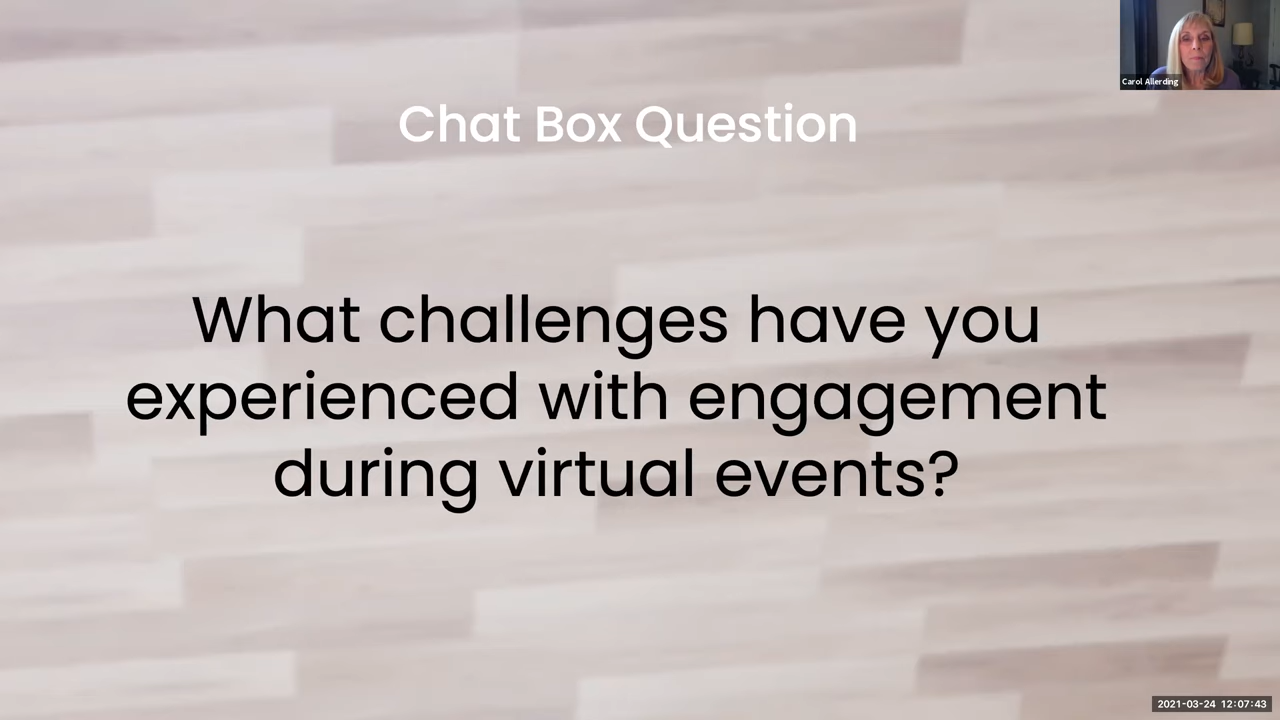 Carol Allerding
Chat Box Question
What challenges have you
experienced with engagement
during virtual events?
2021-03-24 12:07:43